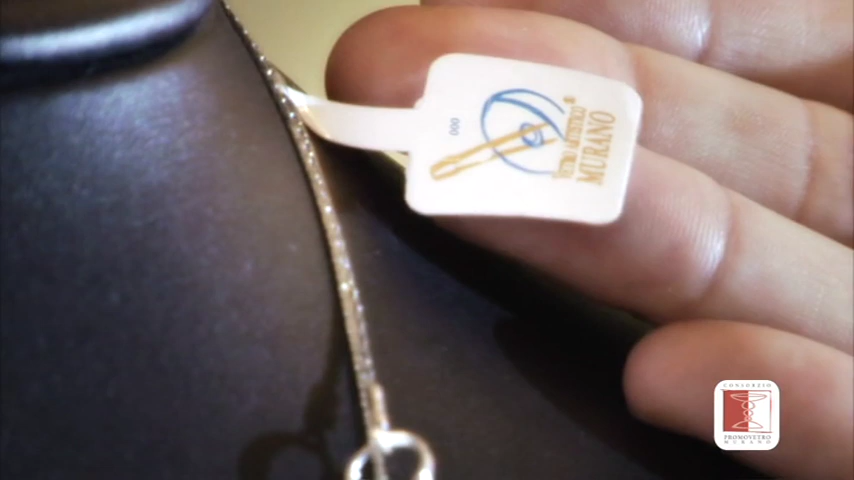 000
VETRO ARTISTICO®
MURANO
CONSORZIO
PROMOVETRO
MURANO